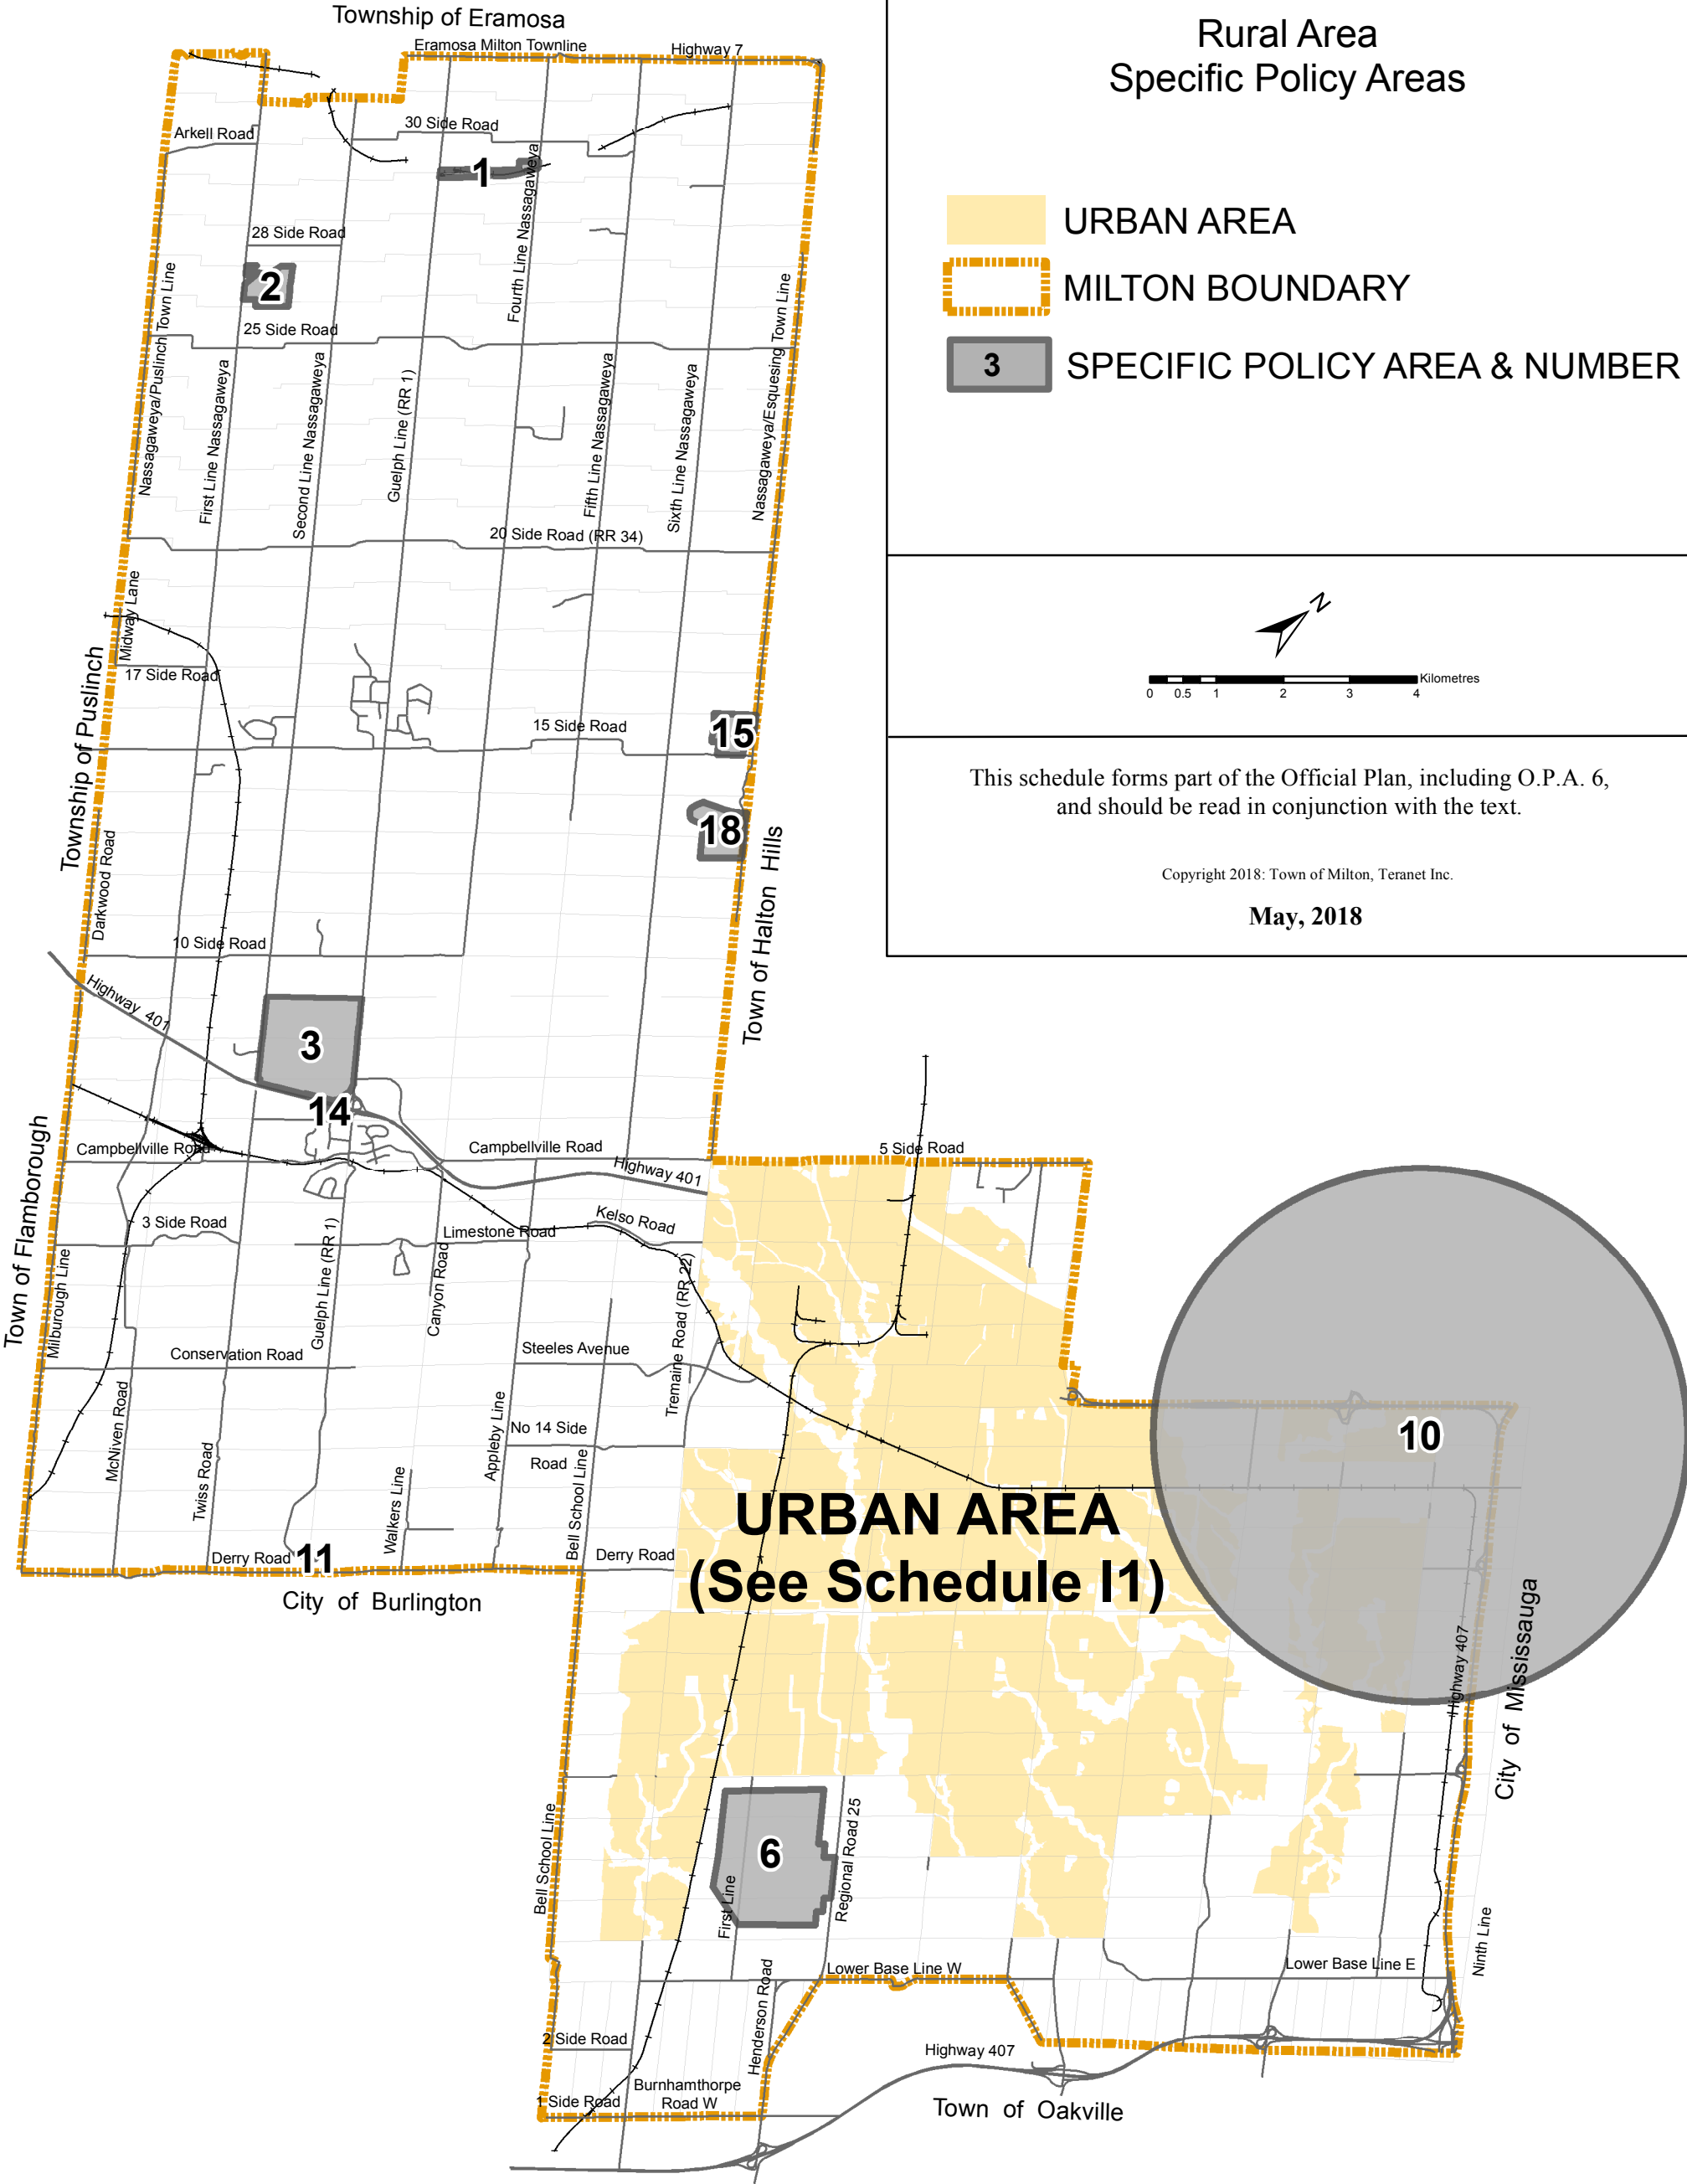 Township of Eramosa
Eramosa Milton Townline
Highway 7
Rural Area
Specific Policy Areas
URBAN AREA
MILTON BOUNDARY
3
SPECIFIC POLICY AREA & NUMBER
N
Kilometres
0 0.5 1 2 3 4
This schedule forms part of the Official Plan, including O.P.A. 6,
and should be read in conjunction with the text.
Copyright 2018: Town of Milton, Teranet Inc.
May, 2018
Arkell Road
30 Side Road
1
Fourth Line Nassagaweya
28 Side Road
2
25 Side Road
Nassagaweya/Puslinch Town Line
First Line Nassagaweya
Second Line Nassagaweya
Guelph Line (RR 1)
Fifth Line Nassagaweya
Sixth Line Nassagaweya
Nassagaweya/Esquesing Town Line
20 Side Road (RR 34)
Midway Lane
17 Side Road
Township of Puslinch
15 Side Road
15
18
Town of Halton Hills
Darkwood Road
10 Side Road
Highway 401
3
14
Campbellville Road
Campbellville Road
Highway 401
5 Side Road
Town of Flamborough
3 Side Road
Limestone Road
Kelso Road
Milburough Line
Guelph Line (RR 1)
Canyon Road
Tremaine Road (RR 22)
Conservation Road
Steeles Avenue
McNiven Road
Twiss Road
Walkers Line
Appleby Line
No 14 Side
Road
Bell School Line
10
URBAN AREA
(See Schedule I1)
Derry Road
11
Derry Road
City of Burlington
Highway 407
City of Mississauga
Bell School Line
6
First Line
Regional Road 25
Ninth Line
Lower Base Line W
Lower Base Line E
Henderson Road
2 Side Road
Highway 407
1 Side Road
Burnhamthorpe
Road W
Town of Oakville